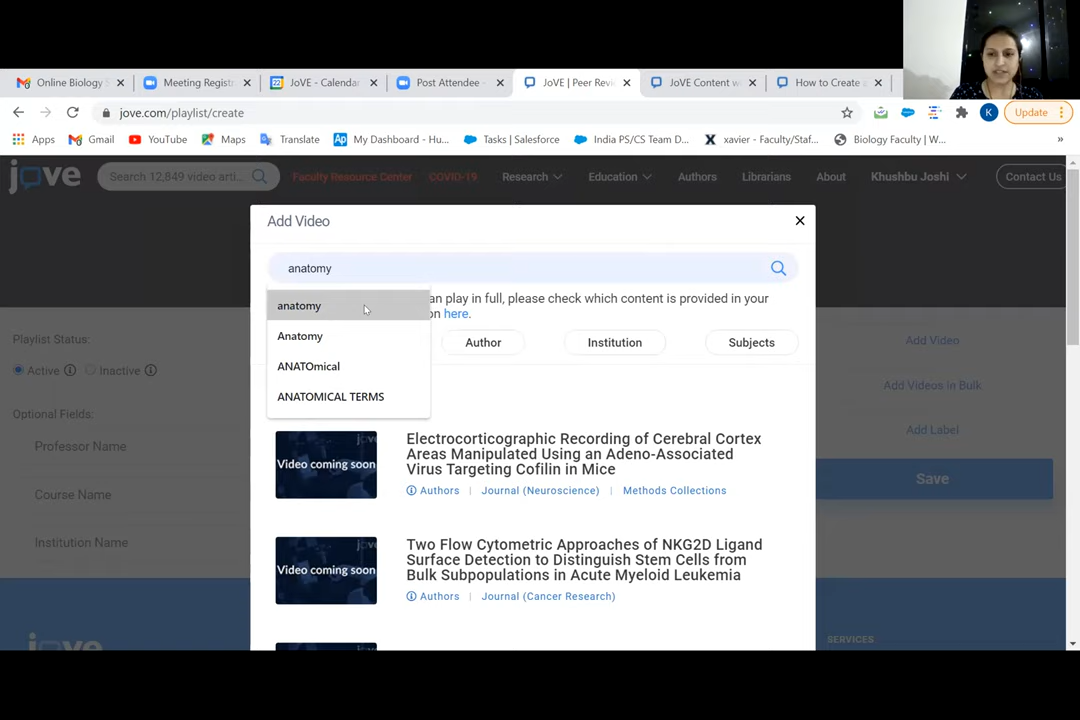 Online Biology
Meeting Registr
JoVE - Calendar
Post Attendee -
JoVE | Peer Revi
JoVE Content w
How to Create
jove.com/playlist/create
K
Update
Apps
Gmail
YouTube
Maps
Translate
Ap My Dashboard - Hu...
Tasks | Salesforce
India PS/CS Team D...
X xavier - Faculty/Staf...
Biology Faculty | W...
»
jove
Search 12,849 video arti...
Faculty Resource Center
COVID-19
Research
Education
Authors
Librarians
About
Khushbu Joshi
Contact Us
Add Video
anatomy
an play in full, please check which content is provided in your
on here.
anatomy
Anatomy
ANATOmical
ANATOMICAL TERMS
Author
Institution
Subjects
Playlist Status:
Active
Inactive
Optional Fields:
Professor Name
Course Name
Institution Name
Add Video
Add Videos in Bulk
Add Label
Save
jove
Video coming soon
Electrocorticographic Recording of Cerebral Cortex
Areas Manipulated Using an Adeno-Associated
Virus Targeting Cofilin in Mice
Authors | Journal (Neuroscience) | Methods Collections
jove
Video coming soon
Two Flow Cytometric Approaches of NKG2D Ligand
Surface Detection to Distinguish Stem Cells from
Bulk Subpopulations in Acute Myeloid Leukemia
Authors | Journal (Cancer Research)
jove
SERVICES